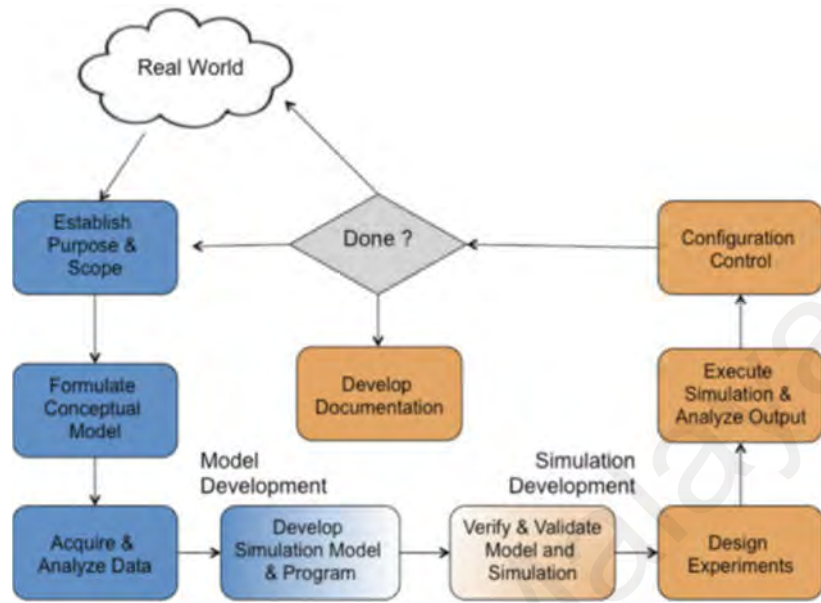 Real World
Establish
Purpose &
Scope
Done ?
Configuration
Control
Formulate
Conceptual
Model
Develop
Documentation
Execute
Simulation &
Analyze Output
Model
Development
Simulation
Development
Acquire &
Analyze Data
Develop
Simulation Model
& Program
Verify & Validate
Model and
Simulation
Design
Experiments